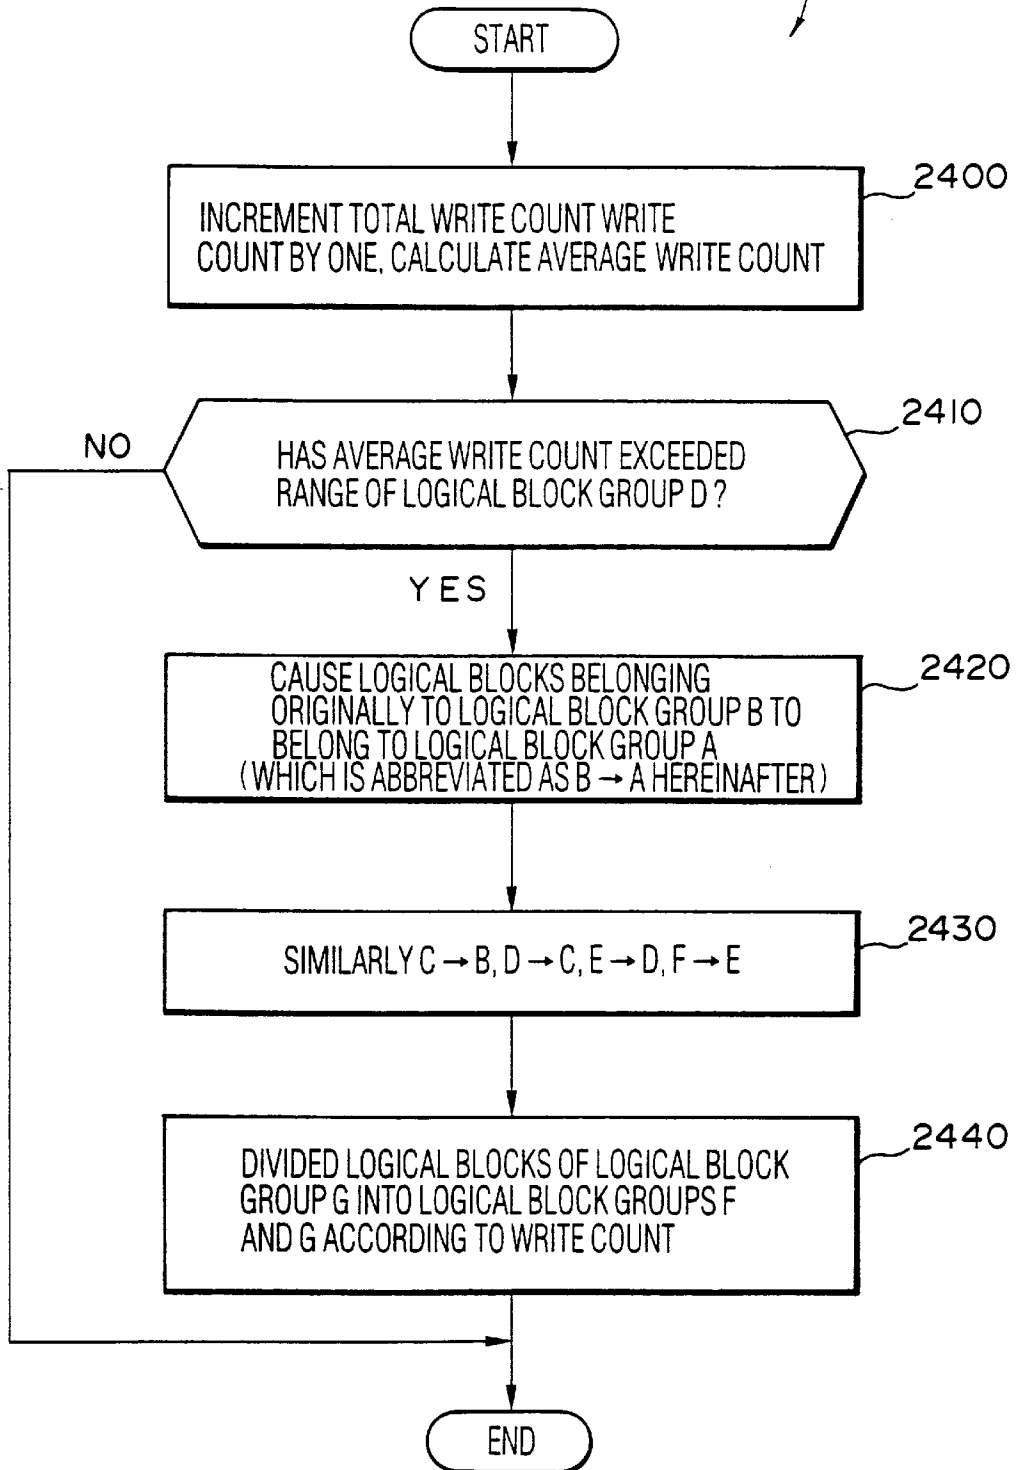 START
2400
INCREMENT TOTAL WRITE COUNT WRITE
COUNT BY ONE, CALCULATE AVERAGE WRITE COUNT
2410
NO
HAS AVERAGE WRITE COUNT EXCEEDED
RANGE OF LOGICAL BLOCK GROUP D ?
YES
2420
CAUSE LOGICAL BLOCKS BELONGING
ORIGINALLY TO LOGICAL BLOCK GROUP B TO
BELONG TO LOGICAL BLOCK GROUP A
(WHICH IS ABBREVIATED AS B → A HEREINAFTER)
2430
SIMILARLY C → B, D → C, E → D, F → E
2440
DIVIDED LOGICAL BLOCKS OF LOGICAL BLOCK
GROUP G INTO LOGICAL BLOCK GROUPS F
AND G ACCORDING TO WRITE COUNT
END